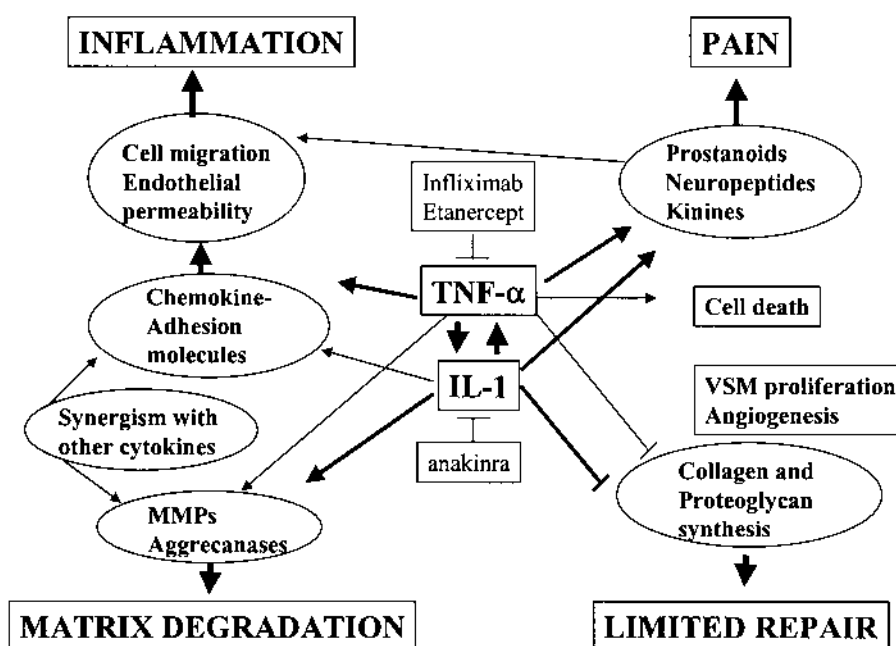 INFLAMMATION
PAIN
Cell migration
Endothelial
permeability
Prostanoids
Neuropeptides
Kinines
Infliximab
Etanercept
TNF-α
Cell death
Chemokine-
Adhesion
molecules
IL-1
VSM proliferation
Angiogenesis
Synergism with
other cytokines
anakinra
Collagen and
Proteoglycan
synthesis
MMPs
Aggrecanases
MATRIX DEGRADATION
LIMITED REPAIR